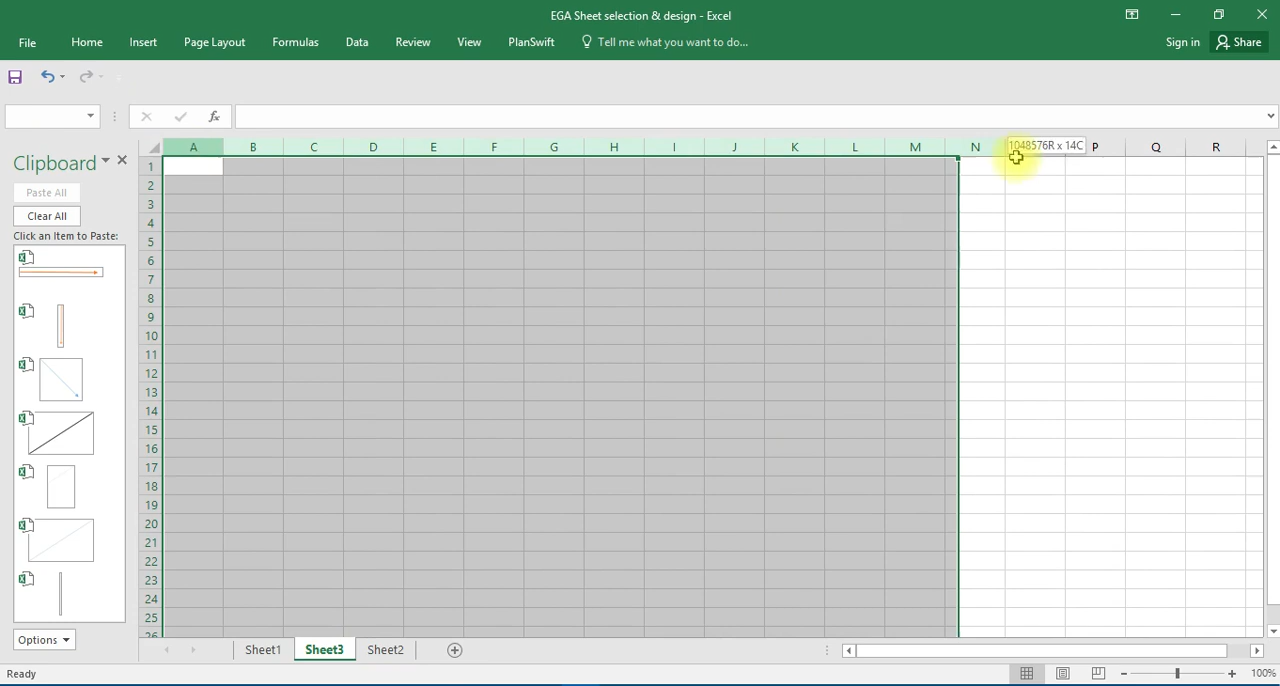 EGA Sheet selection & design - Excel
File Home Insert Page Layout Formulas Data Review View PlanSwift Tell me what you want to do... Sign in Share
fx
Clipboard
Paste All
Clear All
Click an Item to Paste:
Options
A B C D E F G H I J K L M N 1048576R x 14C P Q R
1
2
3
4
5
6
7
8
9
10
11
12
13
14
15
16
17
18
19
20
21
22
23
24
25
26
Sheet1 Sheet3 Sheet2
Ready 100%